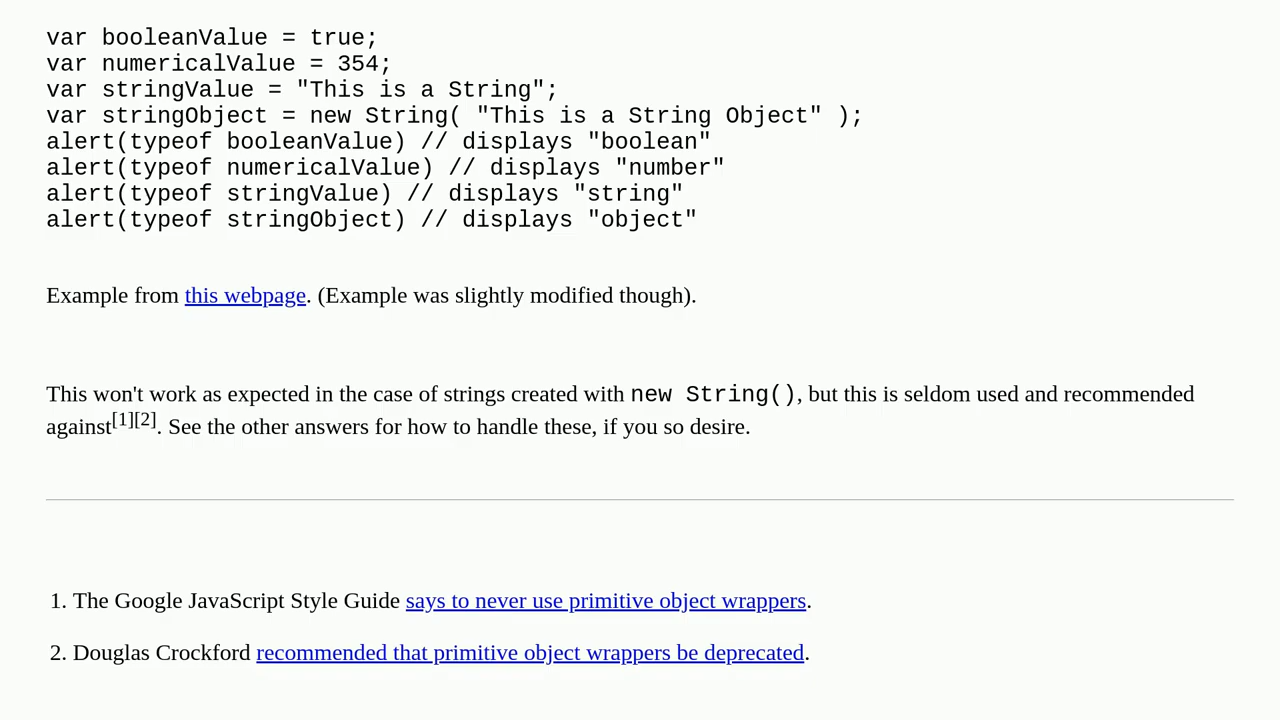 var booleanValue = true;
var numericalValue = 354;
var stringValue = "This is a String";
var stringObject = new String( "This is a String Object" );
alert(typeof booleanValue) // displays "boolean"
alert(typeof numericalValue) // displays "number"
alert(typeof stringValue) // displays "string"
alert(typeof stringObject) // displays "object"
Example from this webpage. (Example was slightly modified though).
This won't work as expected in the case of strings created with new String(), but this is seldom used and recommended
against[1][2]. See the other answers for how to handle these, if you so desire.
1. The Google JavaScript Style Guide says to never use primitive object wrappers.
2. Douglas Crockford recommended that primitive object wrappers be deprecated.